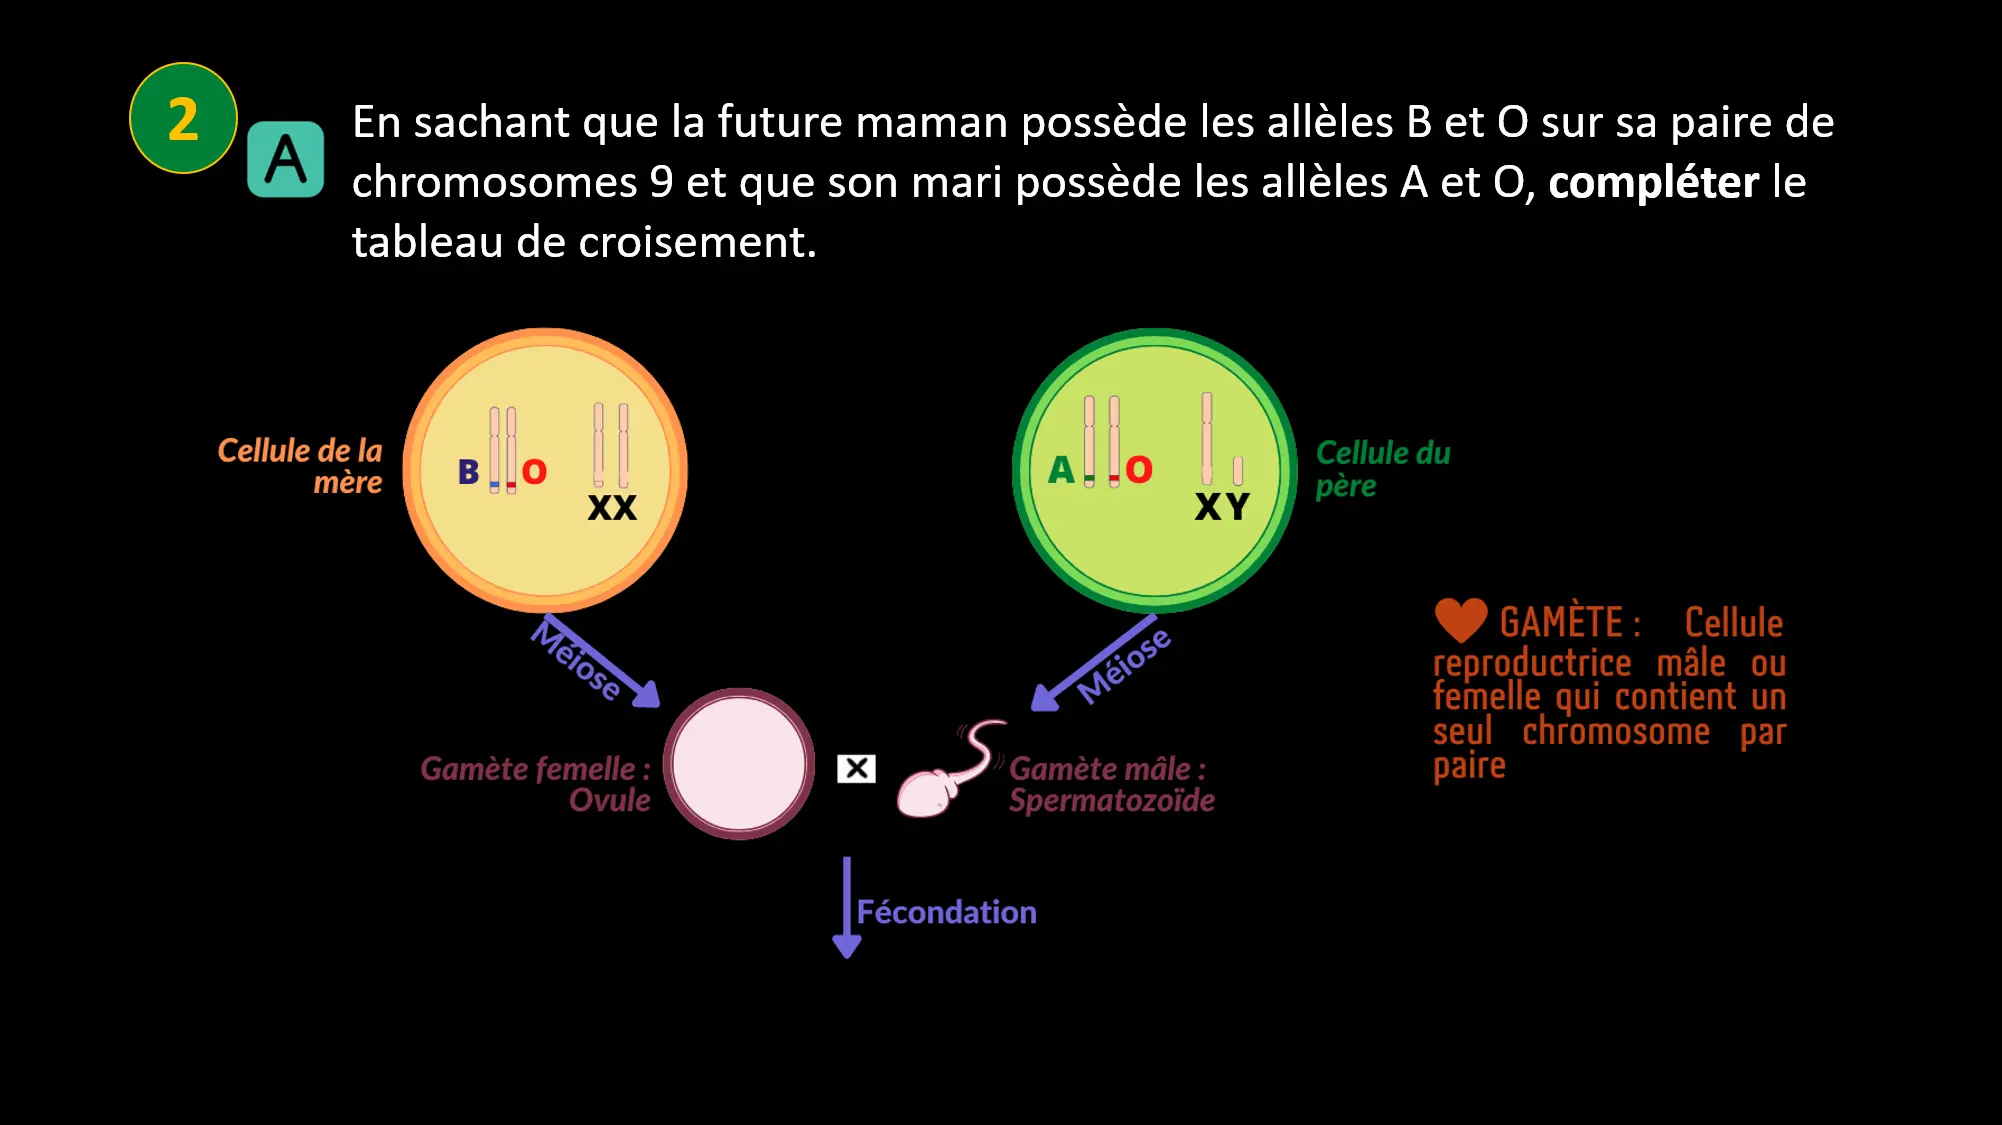 2
A
En sachant que la future maman possède les allèles B et O sur sa paire de
chromosomes 9 et que son mari possède les allèles A et O, compléter le
tableau de croisement.
Cellule de la
mère
B O
XX
A O
X Y
Cellule du
père
Méiose
Méiose
GAMÈTE : Cellule
reproductrice mâle ou
femelle qui contient un
seul chromosome par
paire
Gamète femelle :
Ovule
X
Gamète mâle :
Spermatozoïde
Fécondation